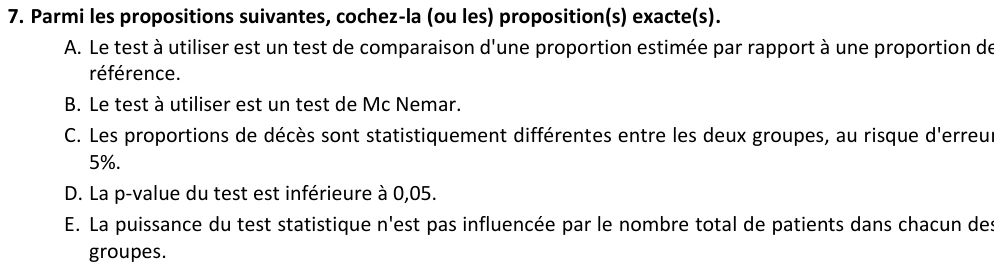 7. Parmi les propositions suivantes, cochez-la (ou les) proposition(s) exacte(s).
A. Le test à utiliser est un test de comparaison d'une proportion estimée par rapport à une proportion de
référence.
B. Le test à utiliser est un test de Mc Nemar.
C. Les proportions de décès sont statistiquement différentes entre les deux groupes, au risque d'erreur
5%.
D. La p-value du test est inférieure à 0,05.
E. La puissance du test statistique n'est pas influencée par le nombre total de patients dans chacun des
groupes.